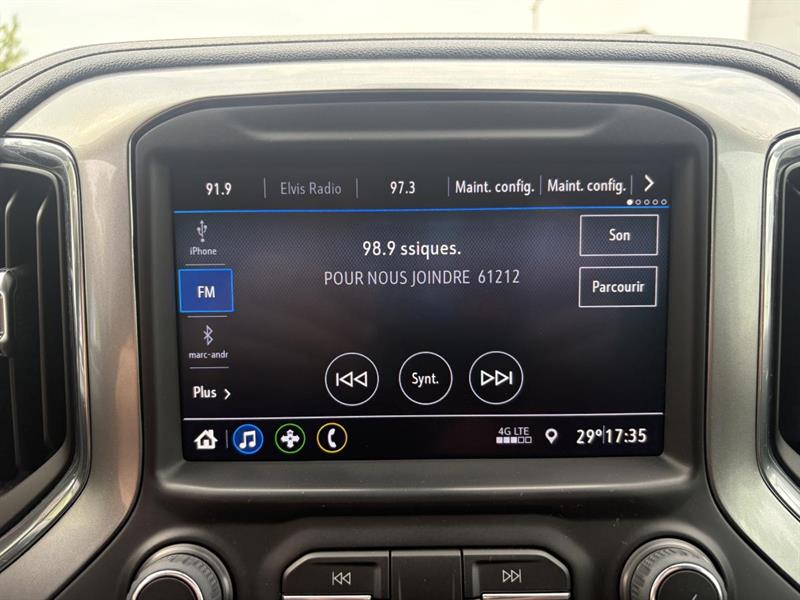 91.9 Elvis Radio 97.3 Maint. config. Maint. config.
iPhone
98.9 ssiques.
Son
POUR NOUS JOINDRE 61212
FM
Parcourir
marc-andr
Synt.
Plus
4G LTE
29° 17:35